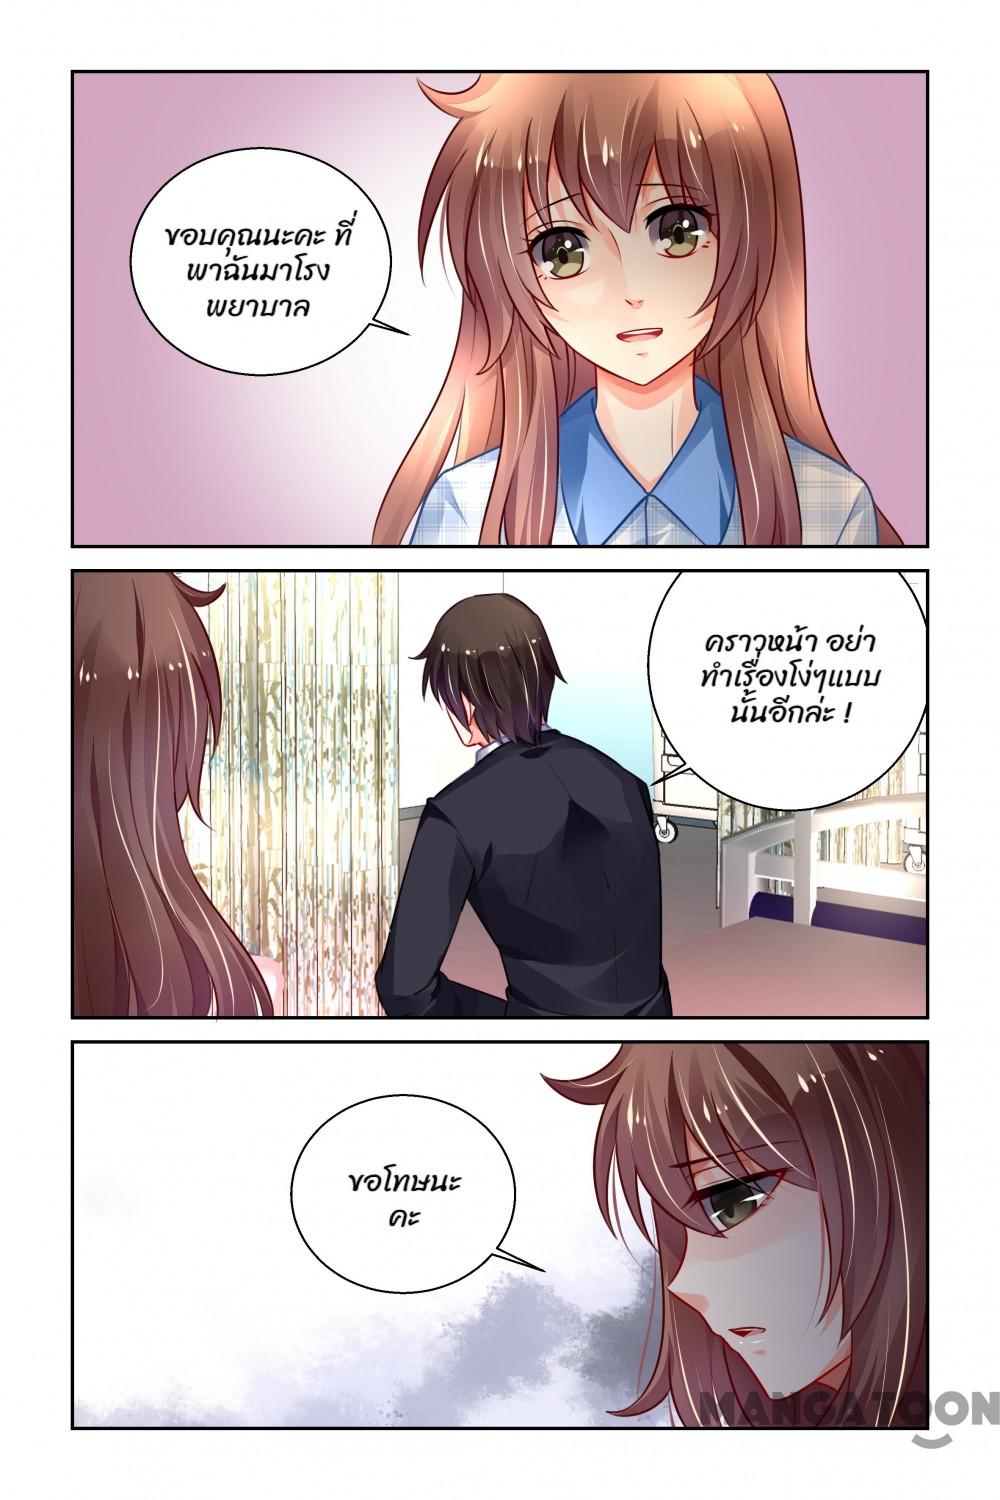 ขอบคุณนะคะ ที่
พาฉันมาโรง
พยาบาล
คราวหน้า อย่า
ทำเรื่องโง่ๆแบบ
นั้นอีกล่ะ !
ขอโทษนะ
คะ
MANGATOON